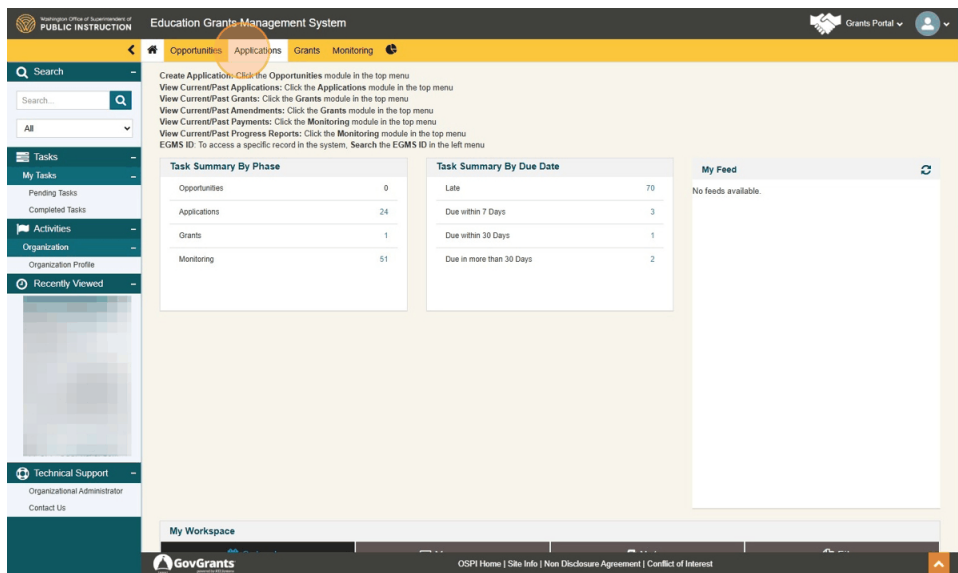 Washington Office of Superintendent of
PUBLIC INSTRUCTION
Education Grants Management System
Grants Portal
Opportunities Applications Grants Monitoring
Search
Search...
All
Tasks
My Tasks
Pending Tasks
Completed Tasks
Activities
Organization
Organization Profile
Recently Viewed
Technical Support
Organizational Administrator
Contact Us
Create Application: Click the Opportunities module in the top menu
View Current/Past Applications: Click the Applications module in the top menu
View Current/Past Grants: Click the Grants module in the top menu
View Current/Past Amendments: Click the Grants module in the top menu
View Current/Past Payments: Click the Monitoring module in the top menu
View Current/Past Progress Reports: Click the Monitoring module in the top menu
EGMS ID: To access a specific record in the system, Search the EGMS ID in the left menu
Task Summary By Phase
Opportunities 0
Applications 24
Grants 1
Monitoring 51
Task Summary By Due Date
Late 70
Due within 7 Days 3
Due within 30 Days 1
Due in more than 30 Days 2
My Feed
No feeds available.
My Workspace
GovGrants
OSPI Home | Site Info | Non Disclosure Agreement | Conflict of Interest